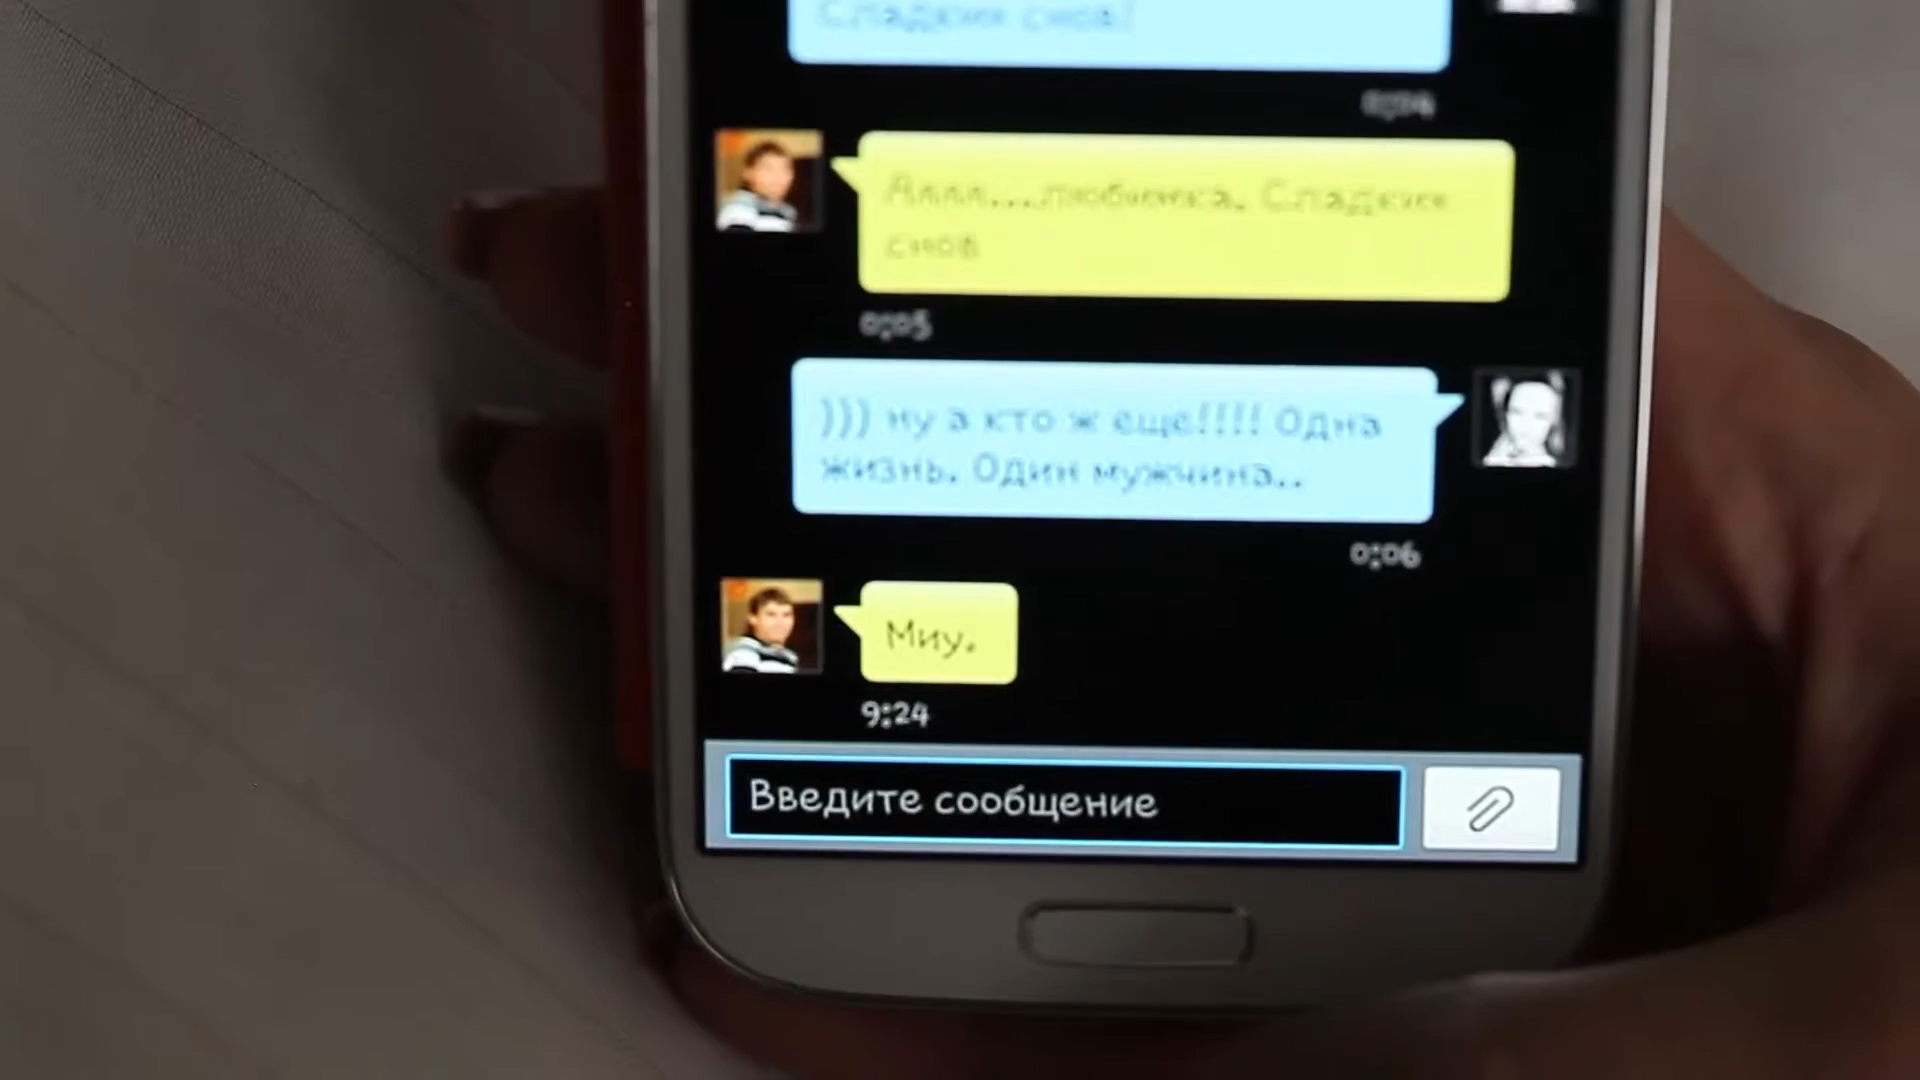 Сладких снов!
0:04
Аллл...любимка. Сладких
снов
0:05
))) ну а кто ж еще!!!! Одна
жизнь. Один мужчина..
0:06
Миу.
9:24
Введите сообщение